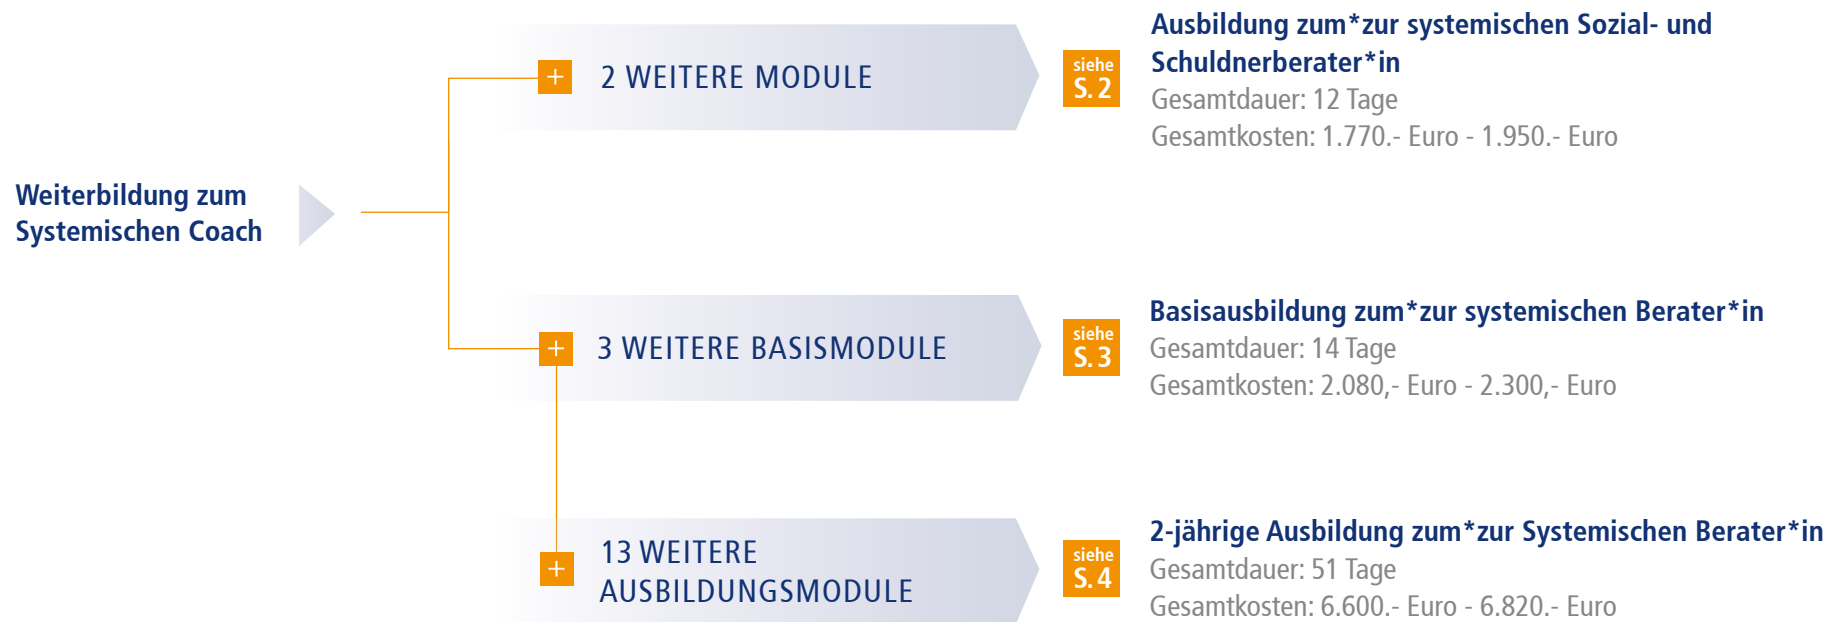 Weiterbildung zum
Systemischen Coach
+
2 WEITERE MODULE
siehe
S. 2
Ausbildung zum*zur systemischen Sozial- und
Schuldnerberater*in
Gesamtdauer: 12 Tage
Gesamtkosten: 1.770.- Euro - 1.950.- Euro
+
3 WEITERE BASISMODULE
siehe
S. 3
Basisausbildung zum*zur systemischen Berater*in
Gesamtdauer: 14 Tage
Gesamtkosten: 2.080,- Euro - 2.300,- Euro
+
13 WEITERE
AUSBILDUNGSMODULE
siehe
S. 4
2-jährige Ausbildung zum*zur Systemischen Berater*in
Gesamtdauer: 51 Tage
Gesamtkosten: 6.600.- Euro - 6.820.- Euro